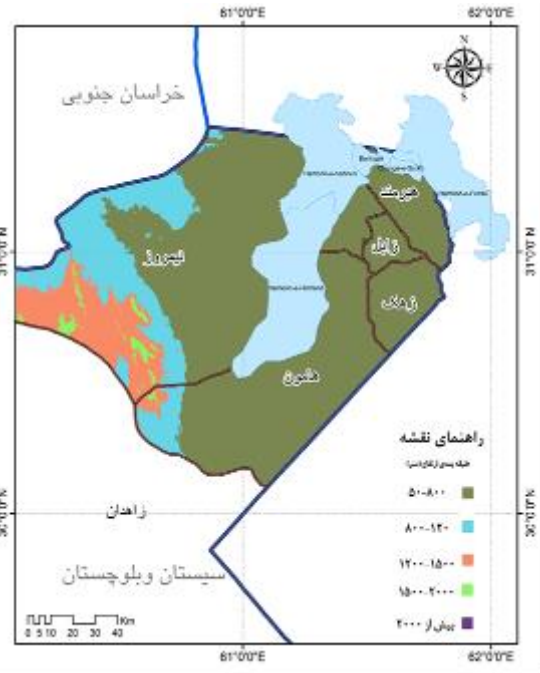 61°0'0"E 62°0'0"E
N
W E
S
خراسان جنوبی
هیرمند
31°0'0"N 31°0'0"N
زابل
نیمروز
زهک
هامون
راهنمای نقشه
۵۰-۸۰۰
زاهدان
30°0'0"N 30°0'0"N
۸۰۰-۱۲۰
۱۲۰۰-۱۵۰۰
سیستان وبلوچستان
۱۵۰۰-۲۰۰۰
بیش از ۲۰۰۰
Km
0 5 10 20 30 40
61°0'0"E 62°0'0"E